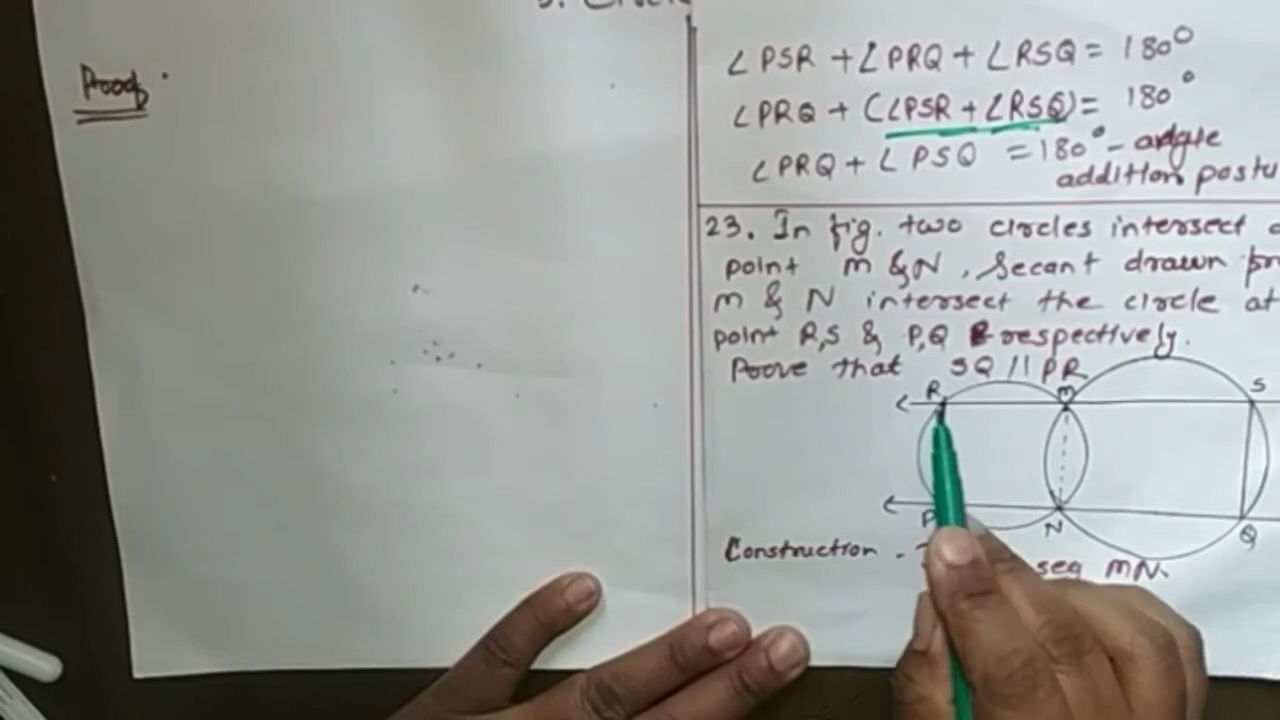 Proof.
∠PSR + ∠PRQ + ∠RSQ = 180°
∠PRQ + (∠PSR + ∠RSQ) = 180°
∠PRQ + ∠PSQ = 180° - angle
addition postu
23. In fig. two circles intersect
point M & N, Secant drawn
M & N intersect the circle at
point R,S & P,Q respectively.
Prove that SQ // PR
R M S
P N Q
Construction - seg MN.